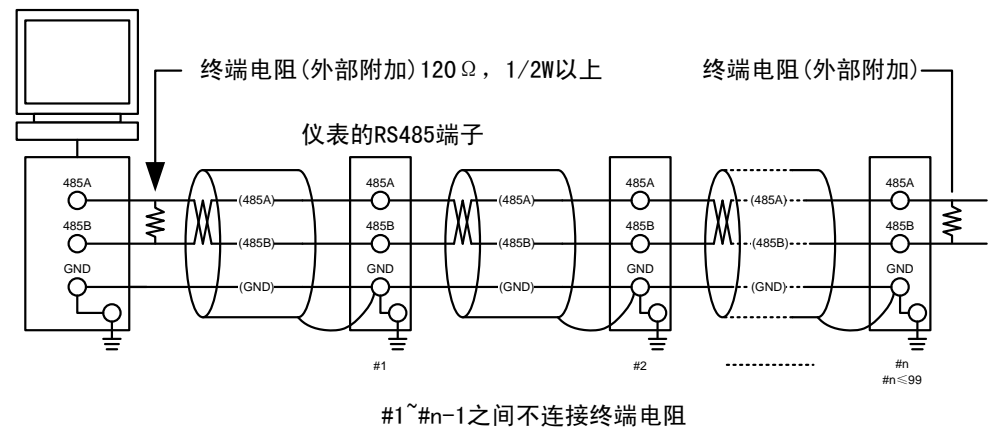 终端电阻(外部附加)120Ω，1/2W以上
终端电阻(外部附加)
仪表的RS485端子
485A
(485A)
485A
(485A)
485A
(485A)
485A
485B
(485B)
485B
(485B)
485B
(485B)
485B
GND
(GND)
GND
(GND)
GND
(GND)
GND
#1
#2
#n
#n≤99
#1~#n-1之间不连接终端电阻